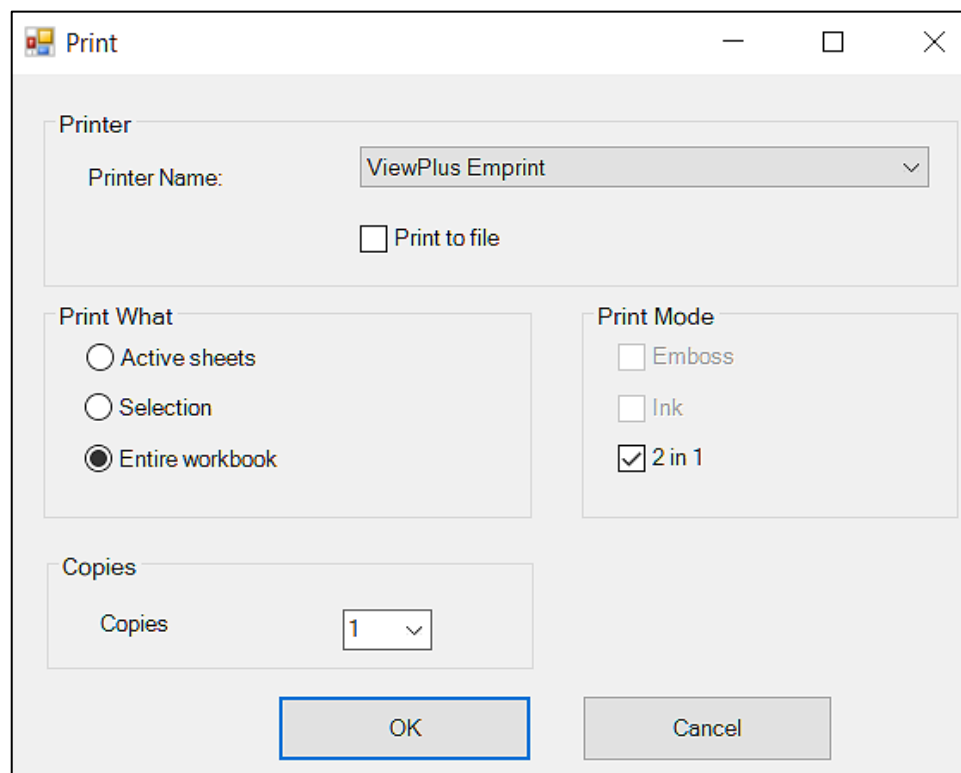 Print
Printer
Printer Name:
ViewPlus Emprint
Print to file
Print What
Active sheets
Selection
Entire workbook
Print Mode
Emboss
Ink
2 in 1
Copies
Copies
1
OK
Cancel